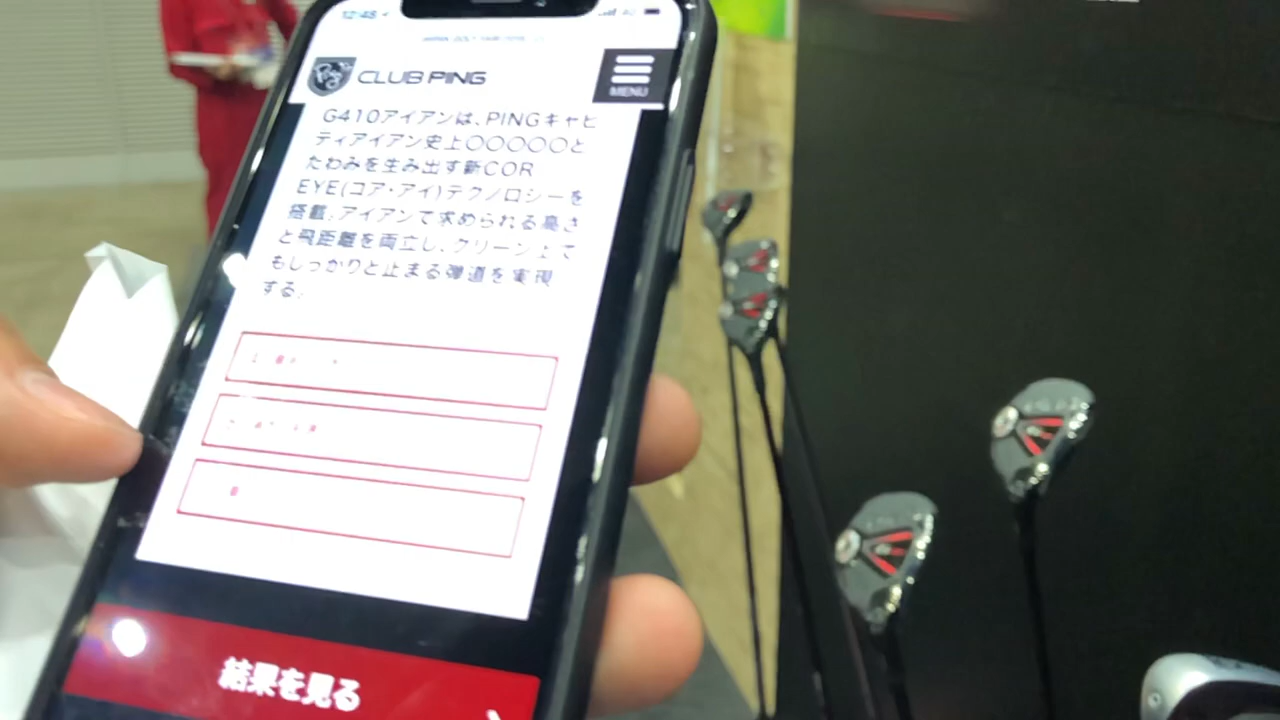 12:48
CLUB PING
MENU
G410アイアンは、PINGキャビ
ティアイアン史上〇〇〇〇〇と
たわみを生み出す新COR
EYE(コア・アイ)テクノロジーを
搭載。アイアンで求められる高さ
と飛距離を両立し、グリーン上で
もしっかりと止まる弾道を実現
する。
結果を見る